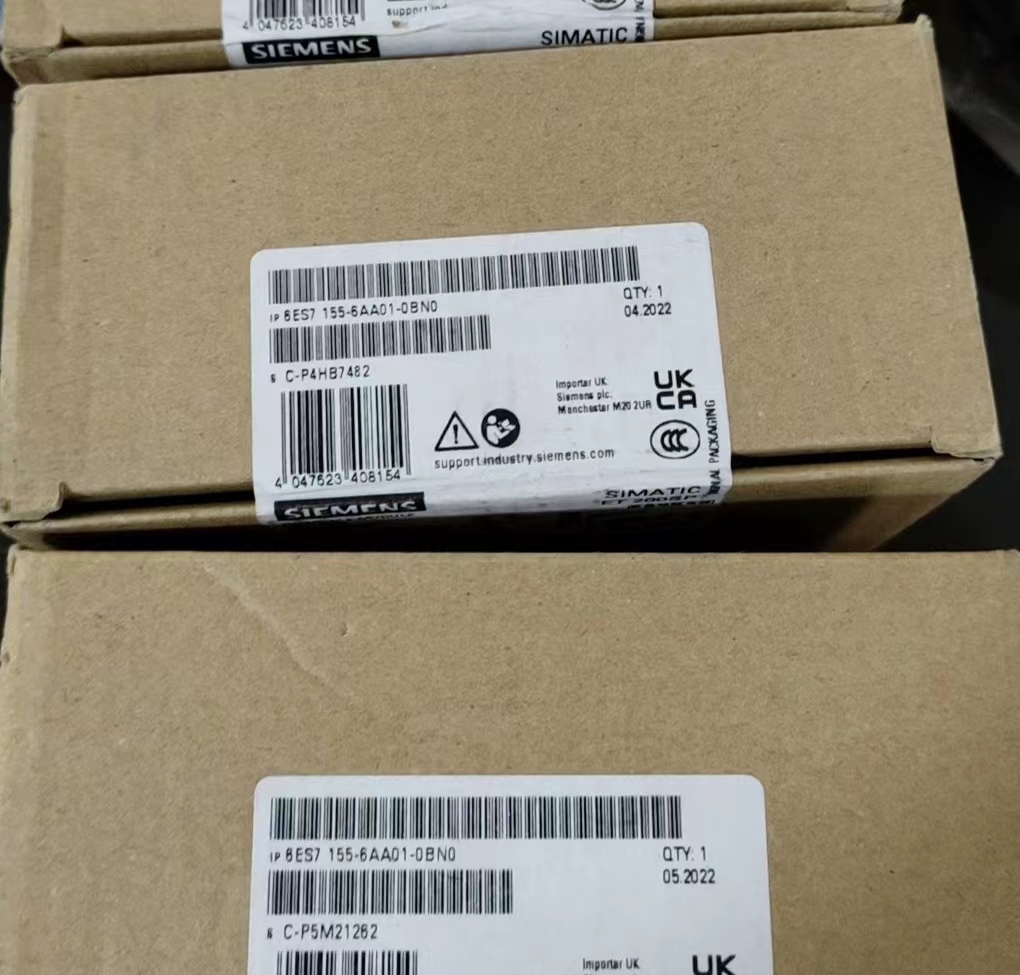 4 047623 408154
SIEMENS
SIMATIC
1P 6ES7 155-6AA01-0BN0
QTY: 1
04.2022
S C-P4HB7482
Importer UK:
Siemens plc.
Manchester M20 2UR
UK
CA
CCC
4 047623 408154
support.industry.siemens.com
PACKAGING
SIEMENS
SIMATIC
1P 6ES7 155-6AA01-0BN0
QTY: 1
05.2022
S C-P5M21262
Importer UK
UK